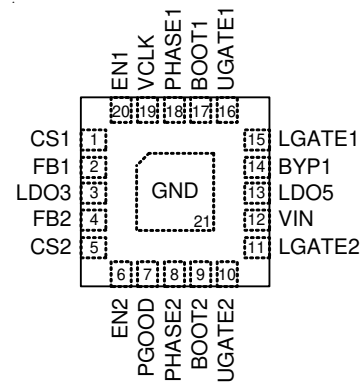 EN1
VCLK
PHASE1
BOOT1
UGATE1
20 19 18 17 16
CS1 1 15 LGATE1
FB1 2 14 BYP1
LDO3 3 GND 13 LDO5
FB2 4 12 VIN
21
CS2 5 11 LGATE2
6 7 8 9 10
EN2
PGOOD
PHASE2
BOOT2
UGATE2